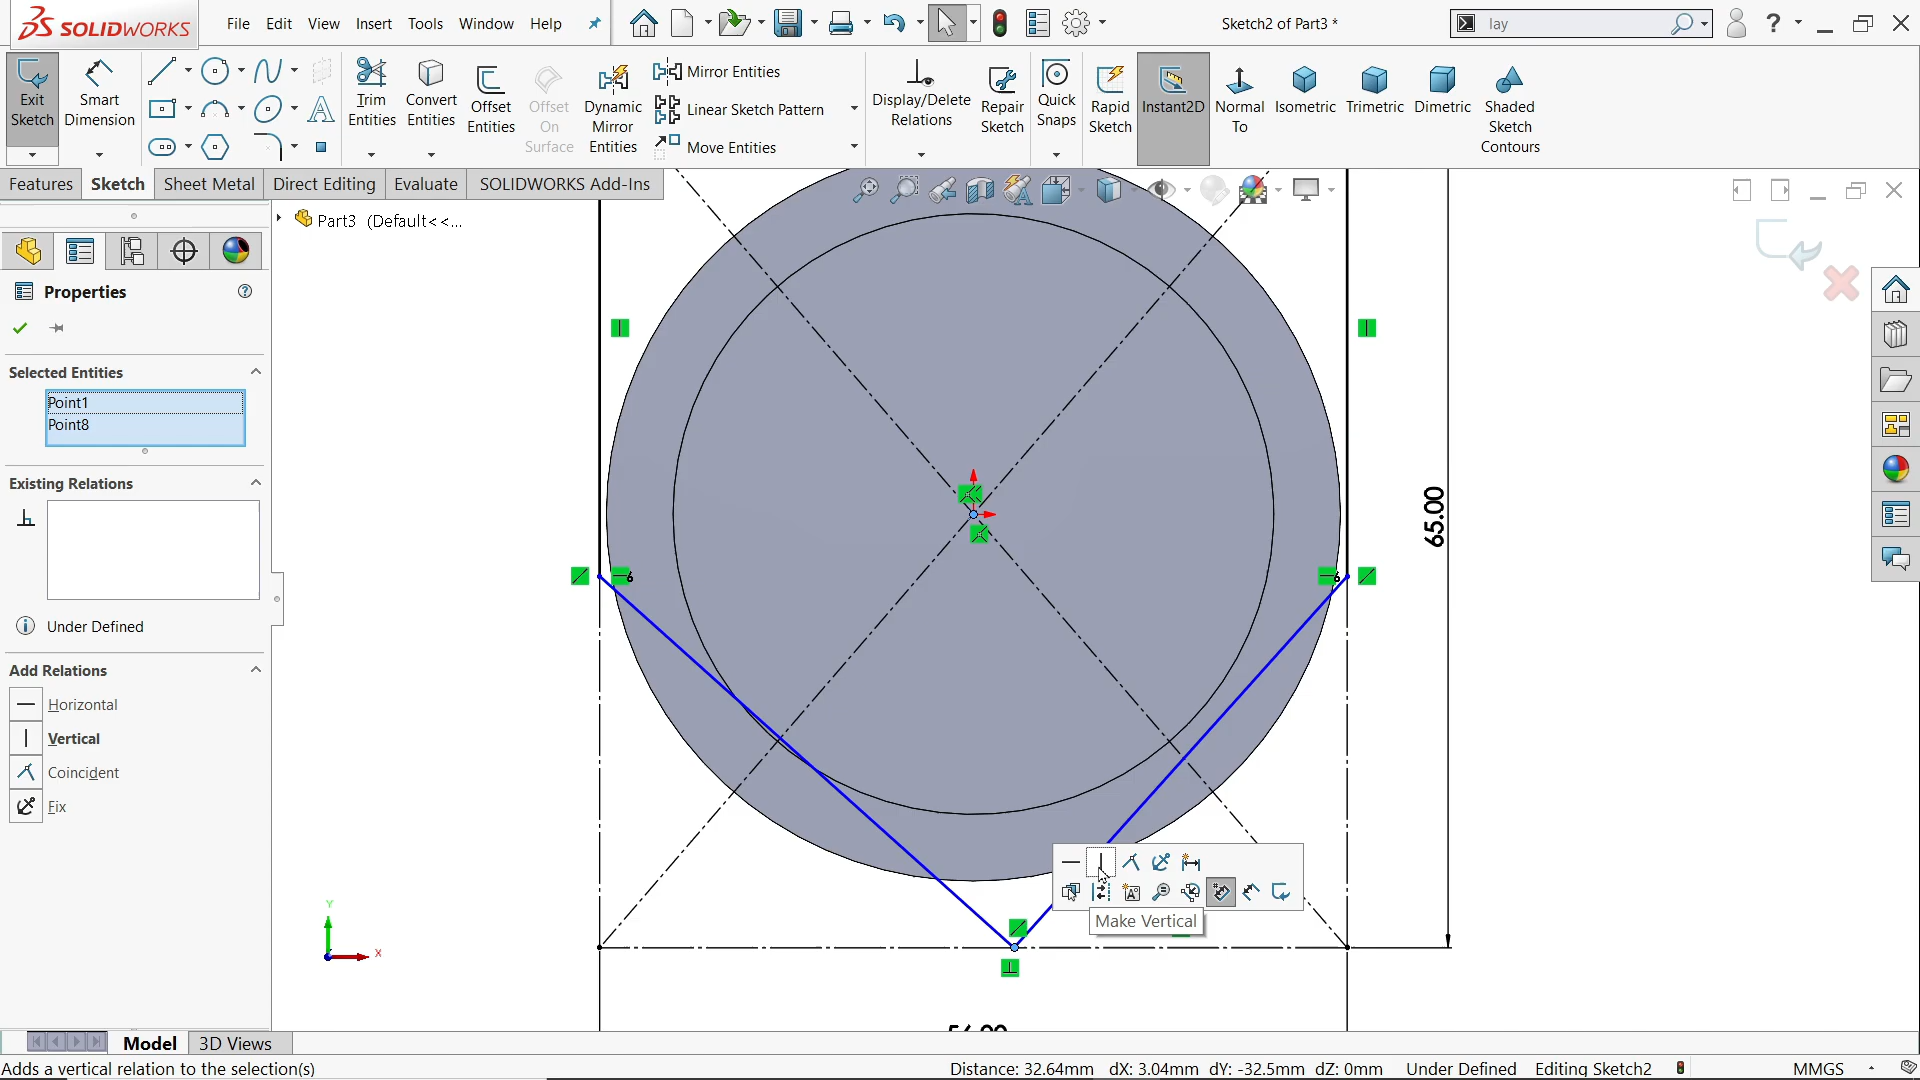 SOLIDWORKS
File Edit View Insert Tools Window Help
Sketch2 of Part3 *
lay
Exit Sketch
Smart Dimension
Trim Entities
Convert Entities
Offset Entities
Offset On Surface
Dynamic Mirror Entities
Mirror Entities
Linear Sketch Pattern
Move Entities
Display/Delete Relations
Repair Sketch
Quick Snaps
Rapid Sketch
Instant2D
Normal To
Isometric
Trimetric
Dimetric
Shaded Sketch Contours
Features Sketch Sheet Metal Direct Editing Evaluate SOLIDWORKS Add-Ins
Part3 (Default<<...
Properties
Selected Entities
Point1
Point8
Existing Relations
Under Defined
Add Relations
Horizontal
Vertical
Coincident
Fix
65.00
6
6
Make Vertical
Y
X
56.00
Model 3D Views
Adds a vertical relation to the selection(s)
Distance: 32.64mm dX: 3.04mm dY: -32.5mm dZ: 0mm Under Defined Editing Sketch2 MMGS